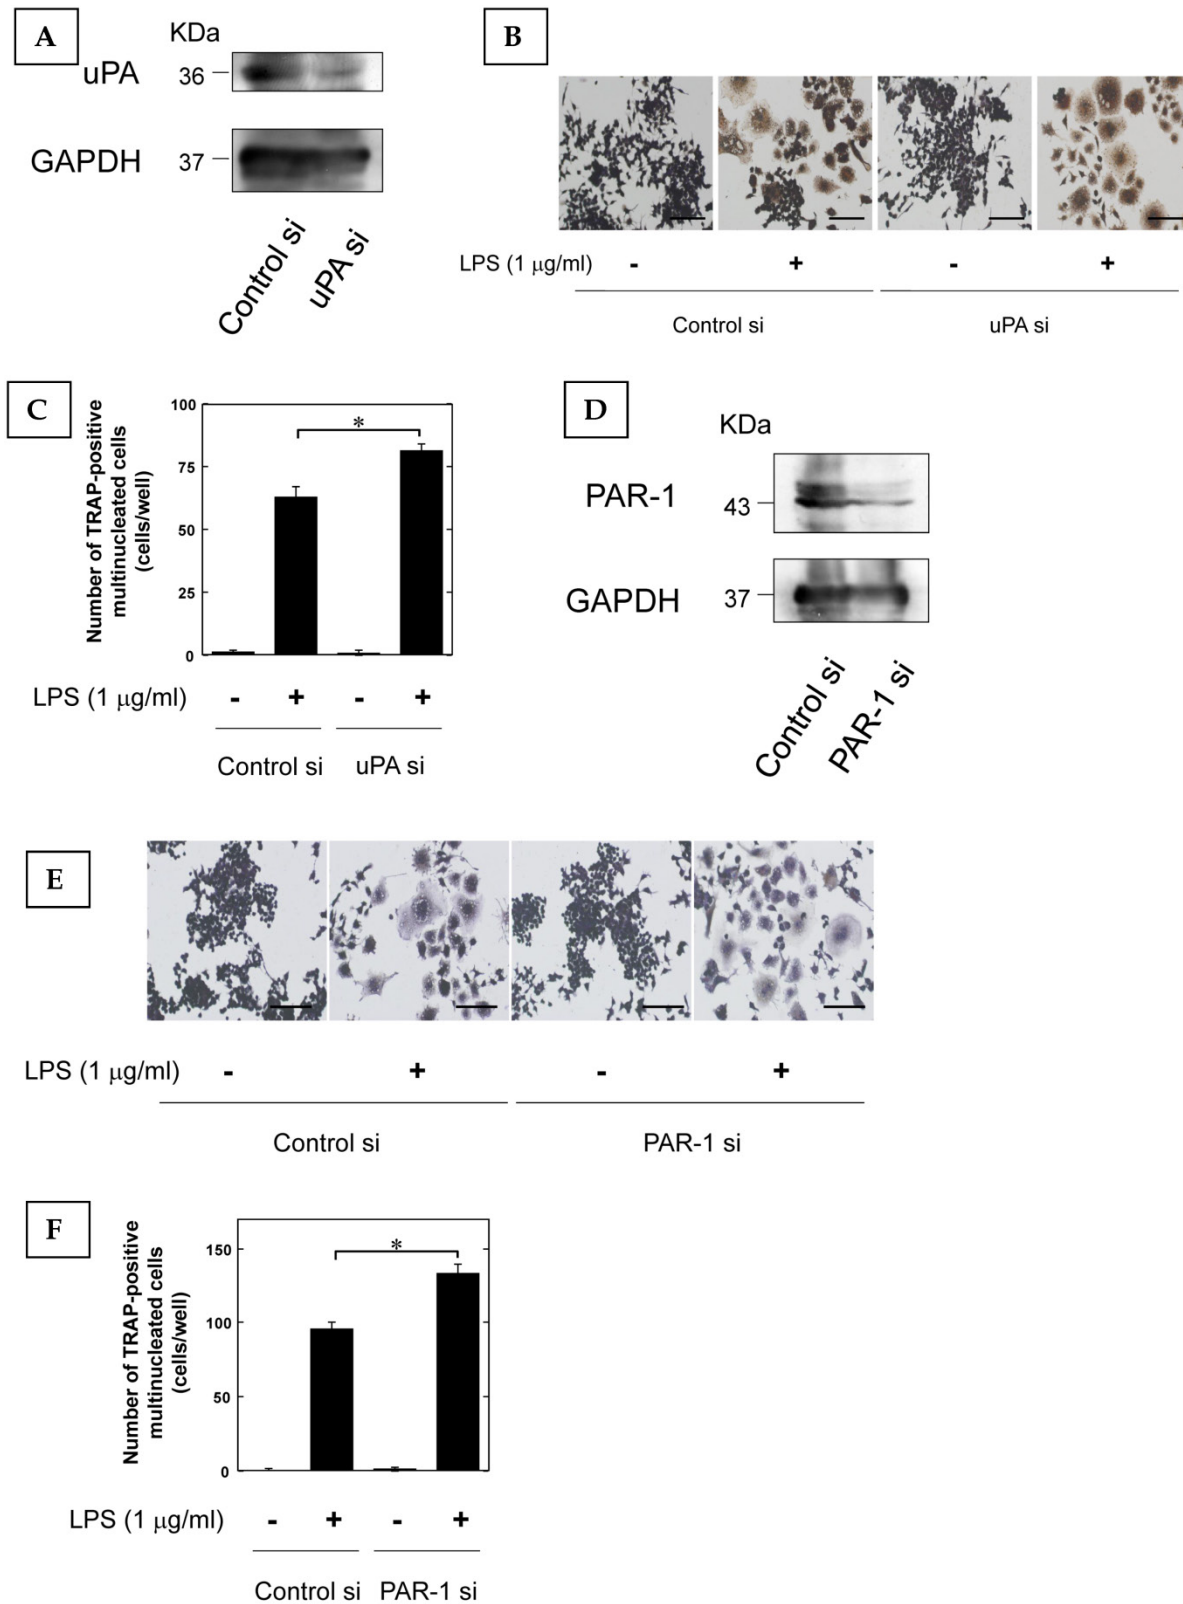 A
KDa
uPA
36
GAPDH
37
Control si
uPA si
B
LPS (1 μg/ml)
-
+
-
+
Control si
uPA si
C
Number of TRAP-positive
multinucleated cells
(cells/well)
100
75
50
25
0
*
LPS (1 μg/ml)
-
+
-
+
Control si
uPA si
D
KDa
PAR-1
43
GAPDH
37
Control si
PAR-1 si
E
LPS (1 μg/ml)
-
+
-
+
Control si
PAR-1 si
F
Number of TRAP-positive
multinucleated cells
(cells/well)
150
100
50
0
*
LPS (1 μg/ml)
-
+
-
+
Control si
PAR-1 si